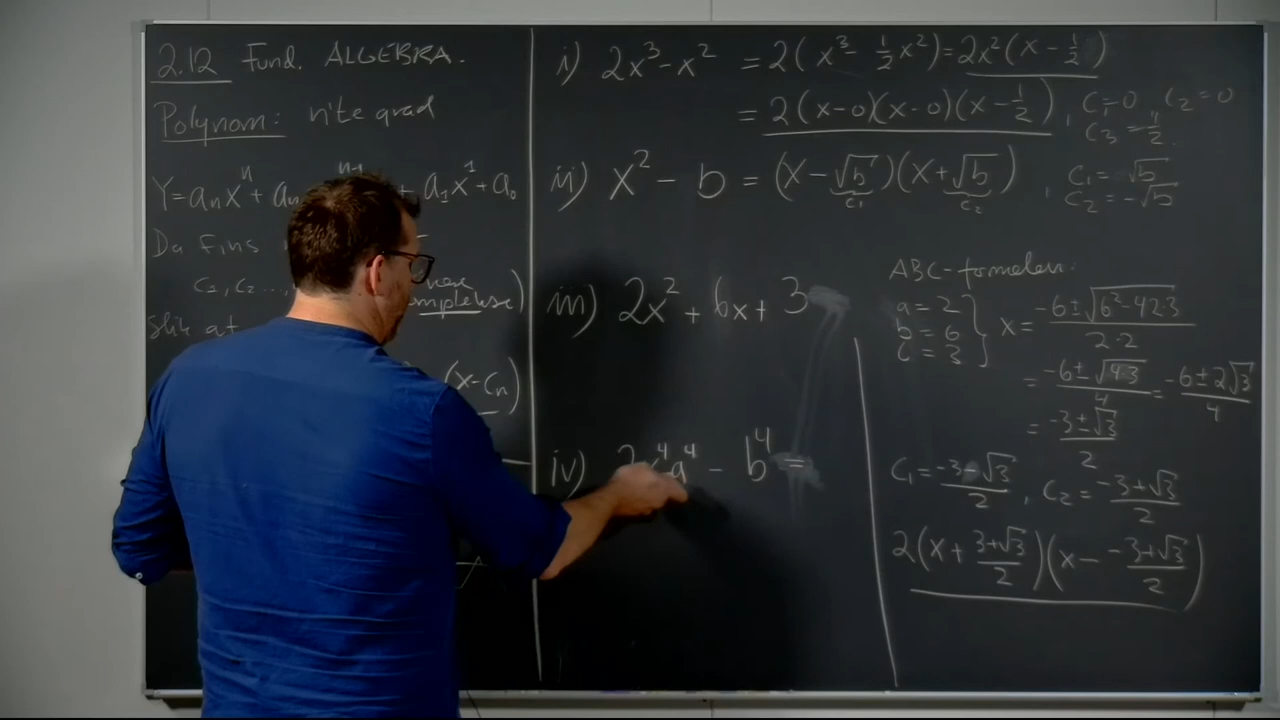 2.12 Fund. ALGEBRA.
Polynom: n'te grad
Y = aₙxⁿ + aₙ + a₁x¹ + a₀
Da fins
c₁, c₂ ...
Slik at
(x-cₙ)
i) 2x³-x² = 2(x³- ½x²) = 2x²(x-½)
= 2(x-0)(x-0)(x-½), c₁=0, c₂=0
c₃=½
ii) x² - b = (x-√b)(x+√b), c₁=√b
c₁ c₂ c₂=-√b
iii) 2x² + 6x + 3
iv) ⁴a⁴ - b⁴ =
ABC-formelen:
a=2
b=6 } x= (-6±√(6²-4·2·3))/(2·2)
c=3
= (-6±√(4·3))/4 = (-6±2√3)/4
= (-3±√3)/2
c₁= (-3-√3)/2, c₂= (-3+√3)/2
2(x+ (3+√3)/2)(x- (-3+√3)/2)